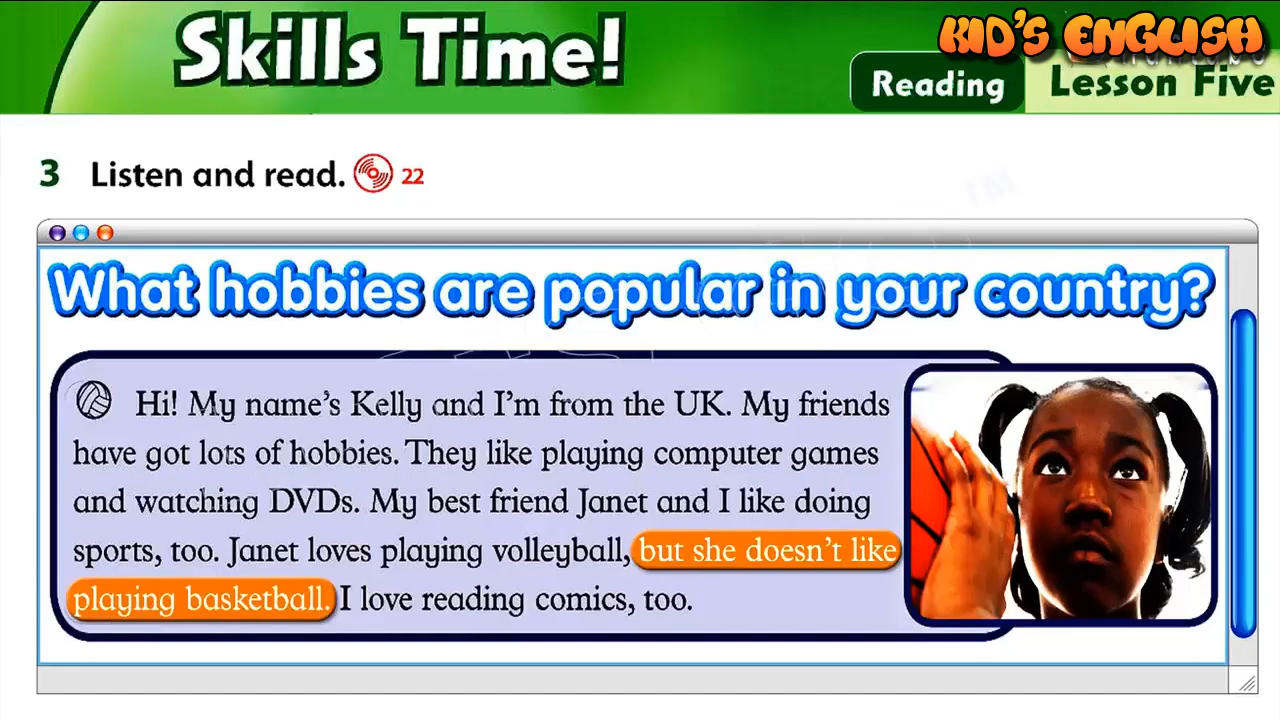 Skills Time!
KID'S ENGLISH
Reading
Lesson Five
3 Listen and read. 22
What hobbies are popular in your country?
Hi! My name's Kelly and I'm from the UK. My friends
have got lots of hobbies. They like playing computer games
and watching DVDs. My best friend Janet and I like doing
sports, too. Janet loves playing volleyball, but she doesn't like
playing basketball. I love reading comics, too.